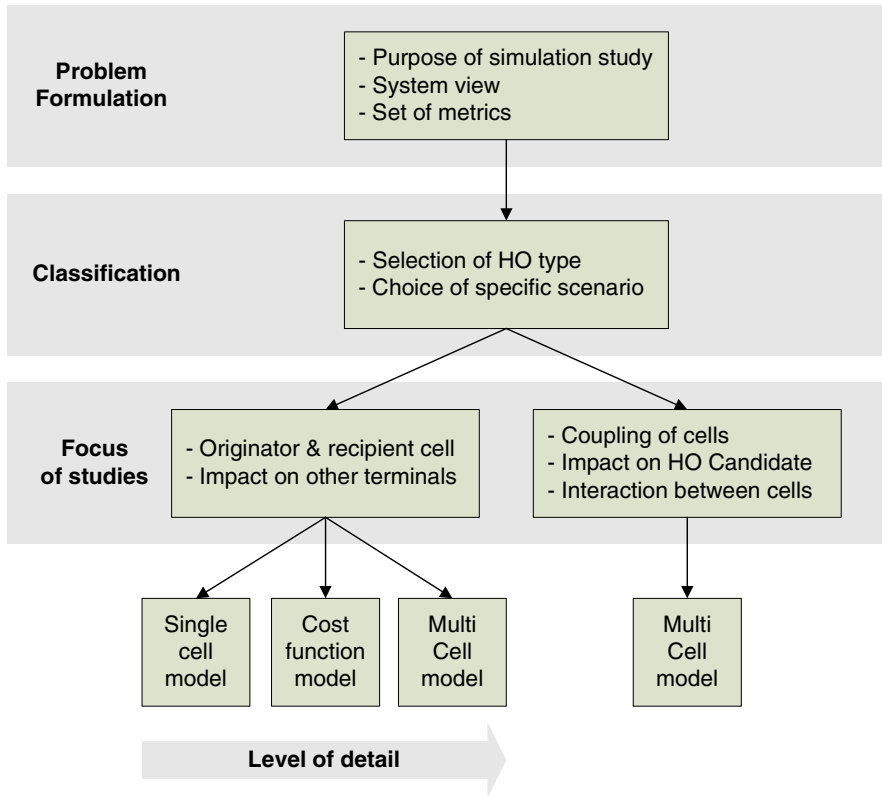 Problem
Formulation
- Purpose of simulation study
- System view
- Set of metrics
Classification
- Selection of HO type
- Choice of specific scenario
Focus
of studies
- Originator & recipient cell
- Impact on other terminals
- Coupling of cells
- Impact on HO Candidate
- Interaction between cells
Single
cell
model
Cost
function
model
Multi
Cell
model
Multi
Cell
model
Level of detail